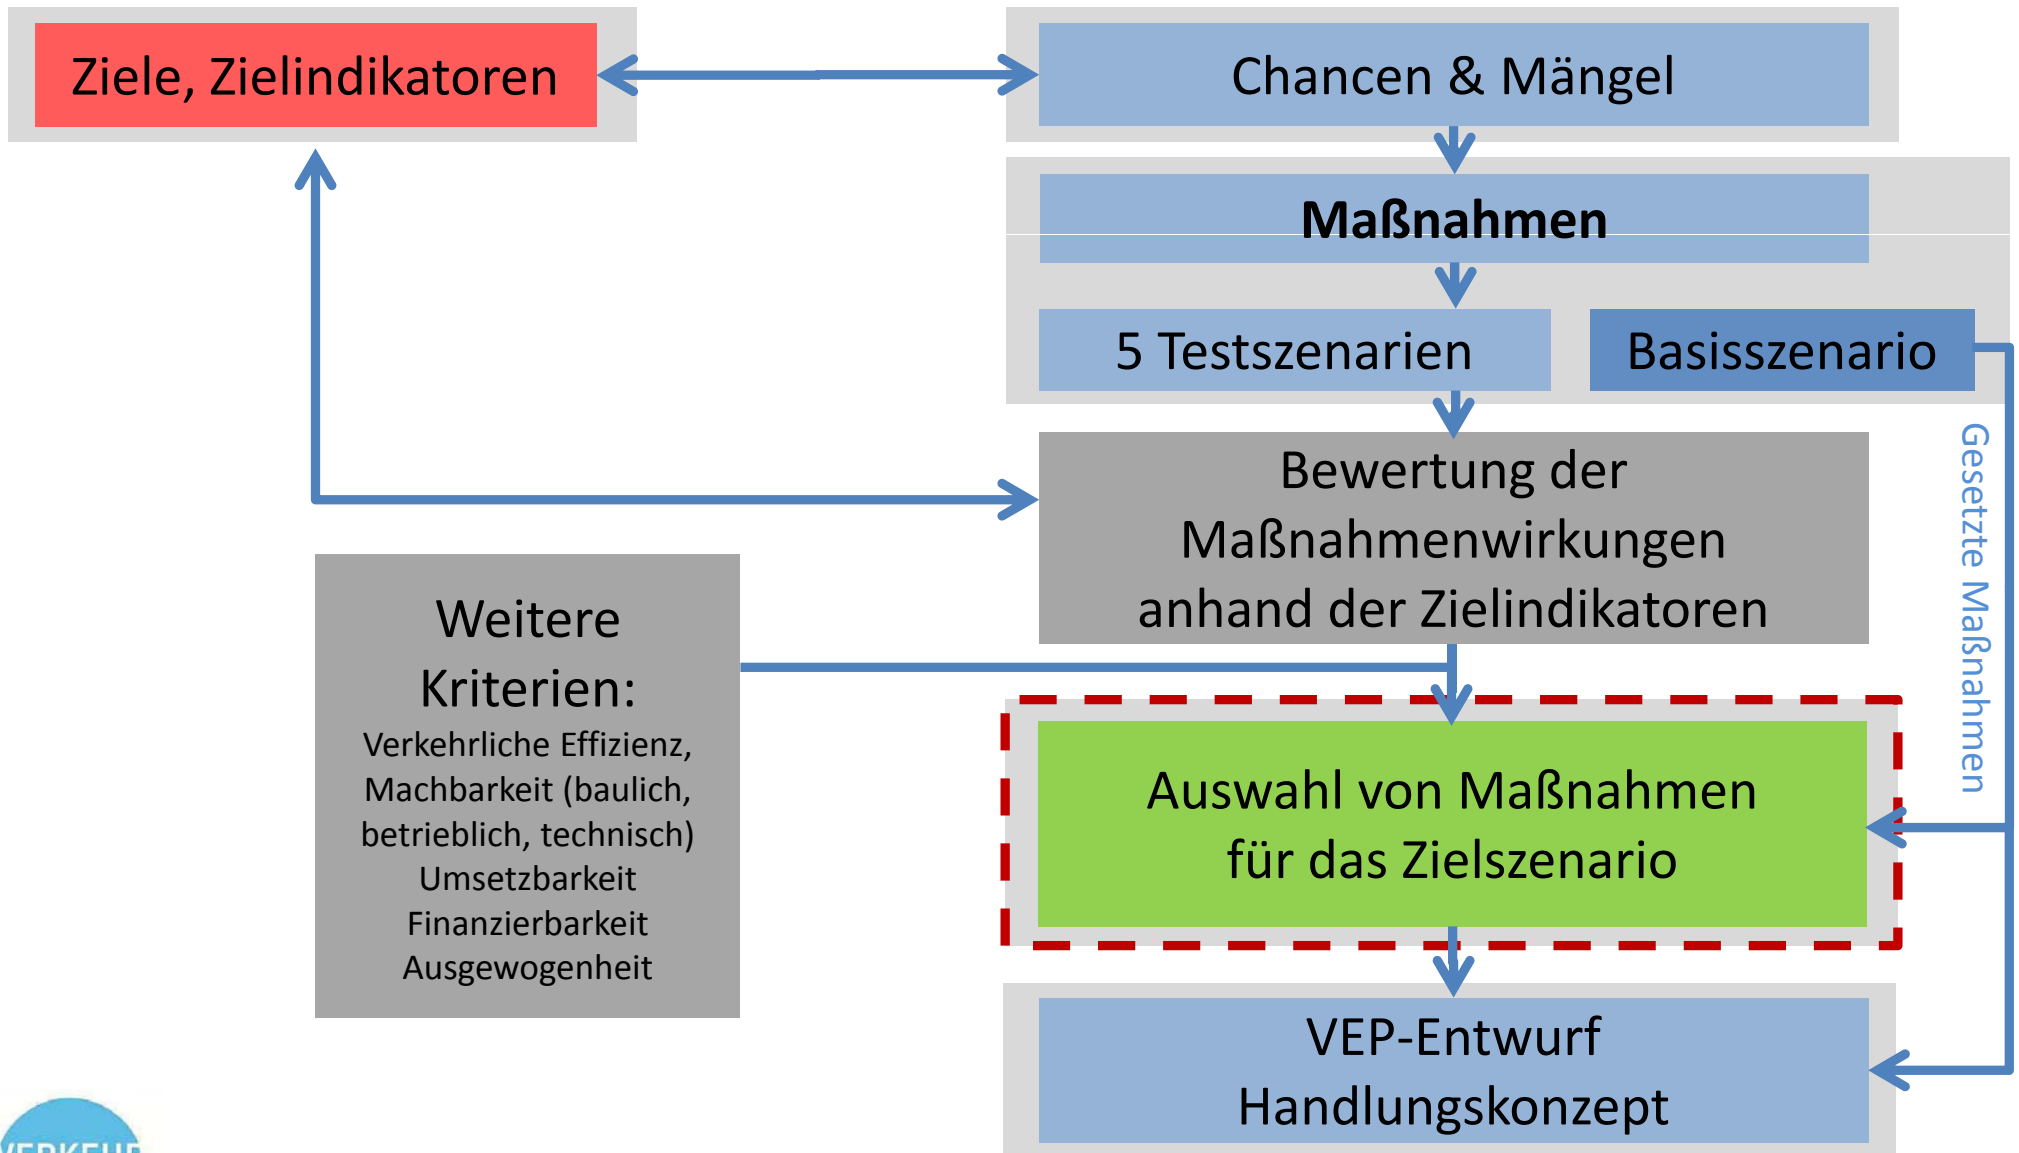 Ziele, Zielindikatoren
Chancen & Mängel
Maßnahmen
5 Testszenarien
Basisszenario
Gesetzte Maßnahmen
Bewertung der
Maßnahmenwirkungen
anhand der Zielindikatoren
Weitere
Kriterien:
Verkehrliche Effizienz,
Machbarkeit (baulich,
betrieblich, technisch)
Umsetzbarkeit
Finanzierbarkeit
Ausgewogenheit
Auswahl von Maßnahmen
für das Zielszenario
VEP-Entwurf
Handlungskonzept